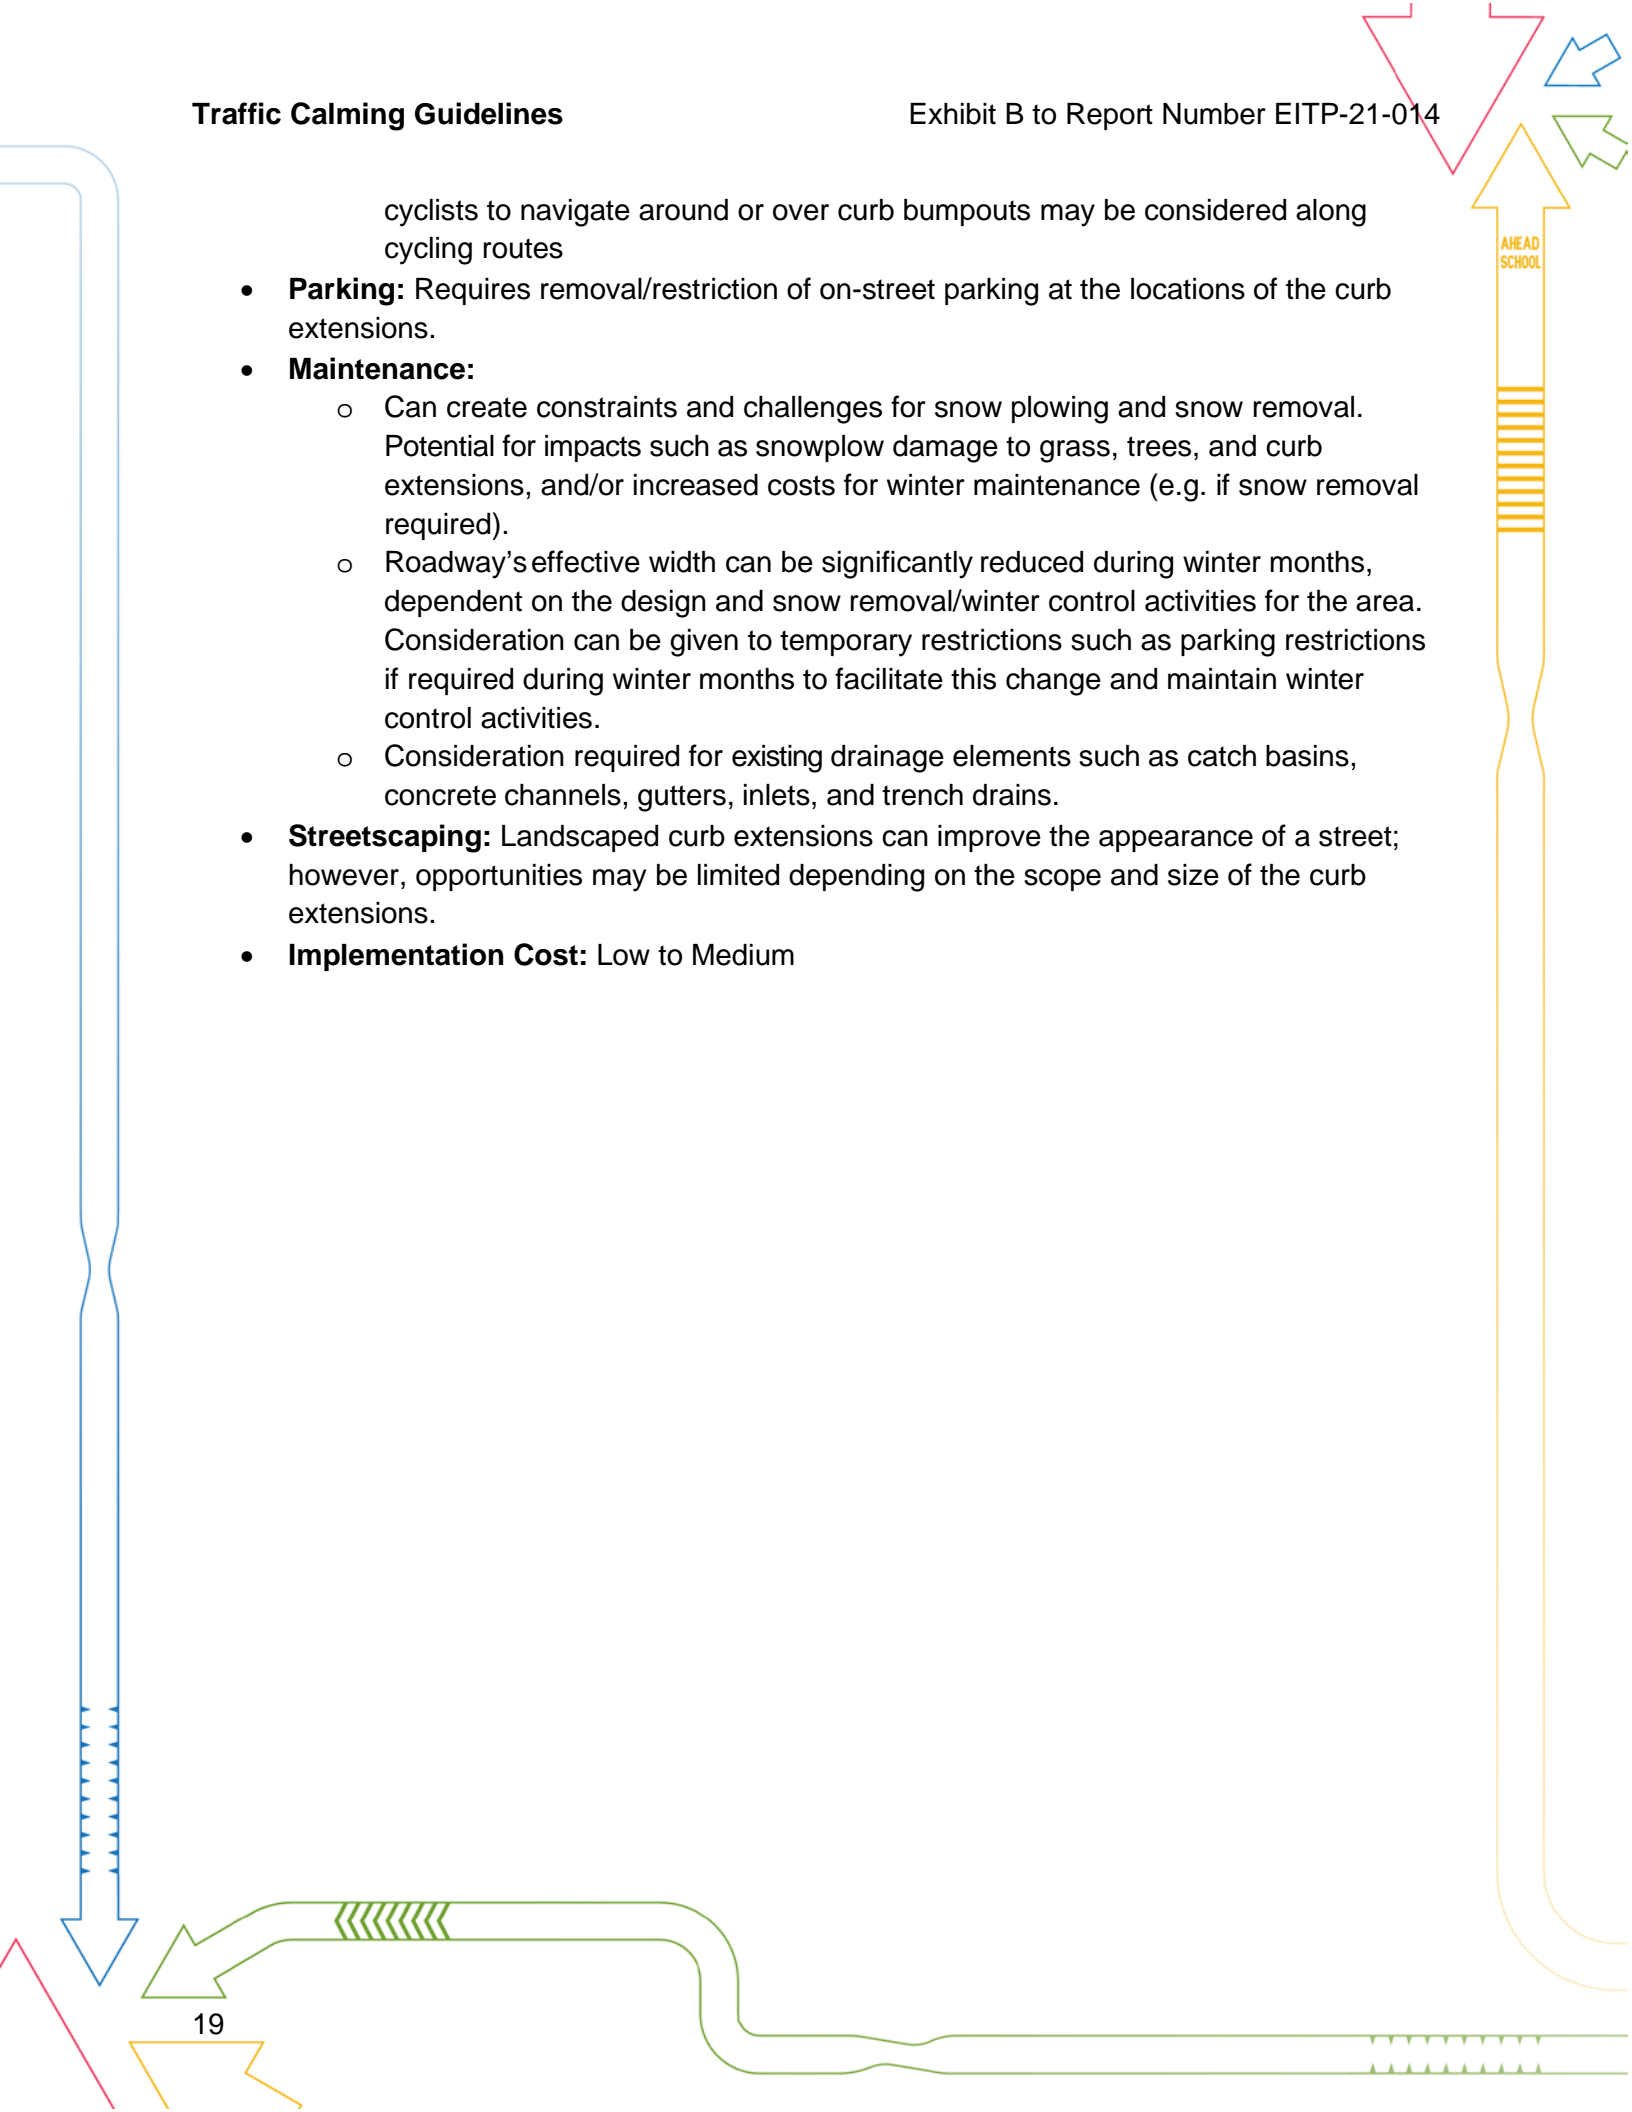 Traffic Calming Guidelines Exhibit B to Report Number EITP-21-014
AHEAD
SCHOOL
cyclists to navigate around or over curb bumpouts may be considered along
cycling routes
• Parking: Requires removal/restriction of on-street parking at the locations of the curb
extensions.
• Maintenance:
o Can create constraints and challenges for snow plowing and snow removal.
Potential for impacts such as snowplow damage to grass, trees, and curb
extensions, and/or increased costs for winter maintenance (e.g. if snow removal
required).
o Roadway’s effective width can be significantly reduced during winter months,
dependent on the design and snow removal/winter control activities for the area.
Consideration can be given to temporary restrictions such as parking restrictions
if required during winter months to facilitate this change and maintain winter
control activities.
o Consideration required for existing drainage elements such as catch basins,
concrete channels, gutters, inlets, and trench drains.
• Streetscaping: Landscaped curb extensions can improve the appearance of a street;
however, opportunities may be limited depending on the scope and size of the curb
extensions.
• Implementation Cost: Low to Medium
19